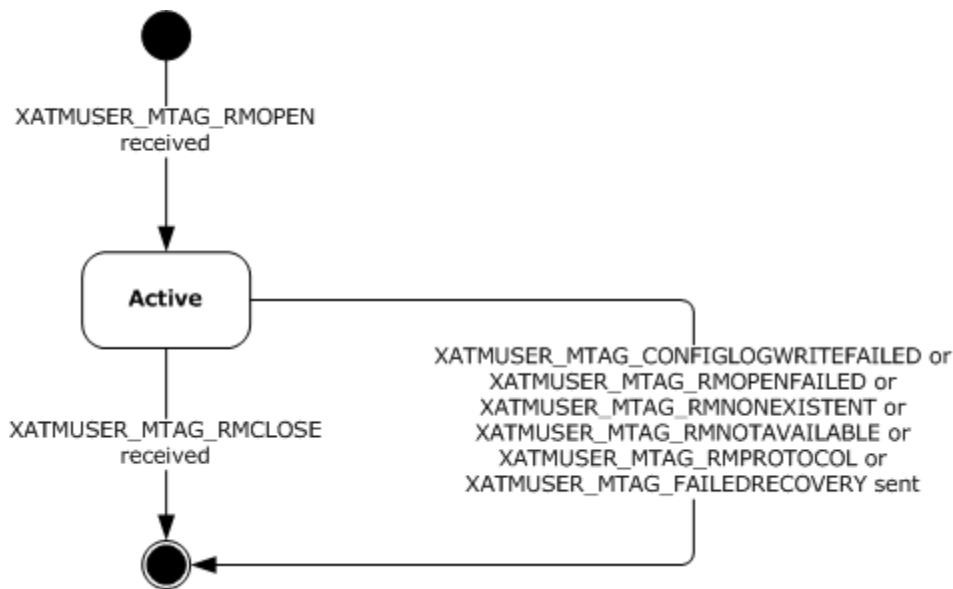 XATMUSER_MTAG_RMOPEN
received
Active
XATMUSER_MTAG_CONFIGLOGWRITEFAILED or
XATMUSER_MTAG_RMOPENFAILED or
XATMUSER_MTAG_RMNONEXISTENT or
XATMUSER_MTAG_RMNOTAVAILABLE or
XATMUSER_MTAG_RMPROTOCOL or
XATMUSER_MTAG_FAILEDRECOVERY sent
XATMUSER_MTAG_RMCLOSE
received